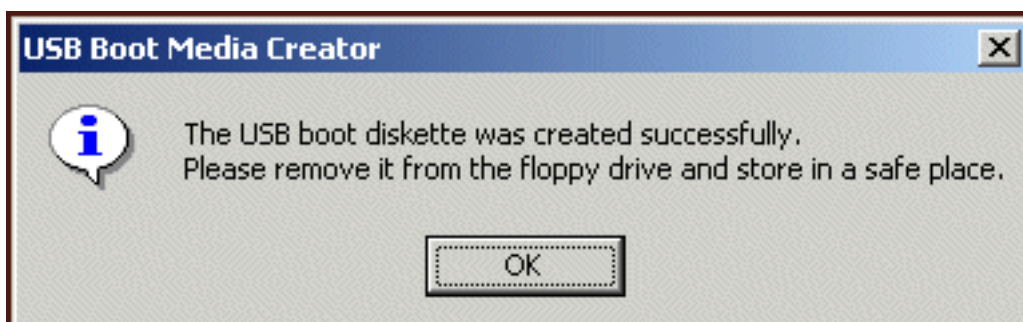 USB Boot Media Creator
The USB boot diskette was created successfully.
Please remove it from the floppy drive and store in a safe place.
OK